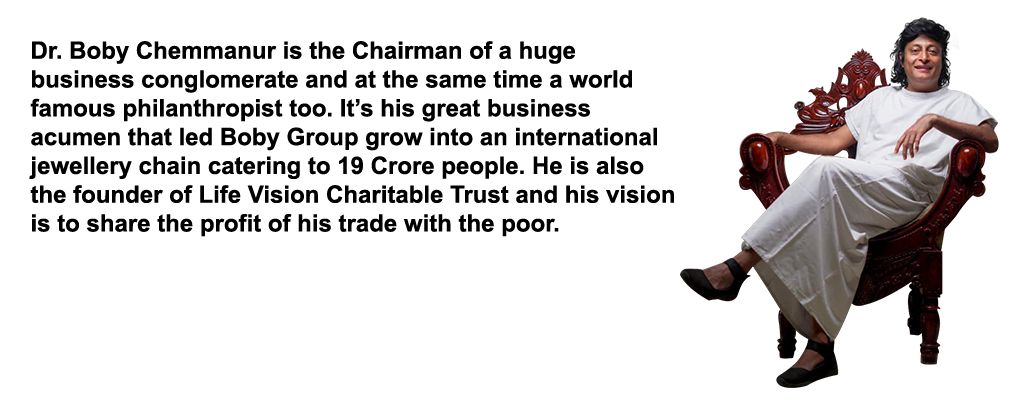 Dr. Boby Chemmanur is the Chairman of a huge
business conglomerate and at the same time a world
famous philanthropist too. It’s his great business
acumen that led Boby Group grow into an international
jewellery chain catering to 19 Crore people. He is also
the founder of Life Vision Charitable Trust and his vision
is to share the profit of his trade with the poor.